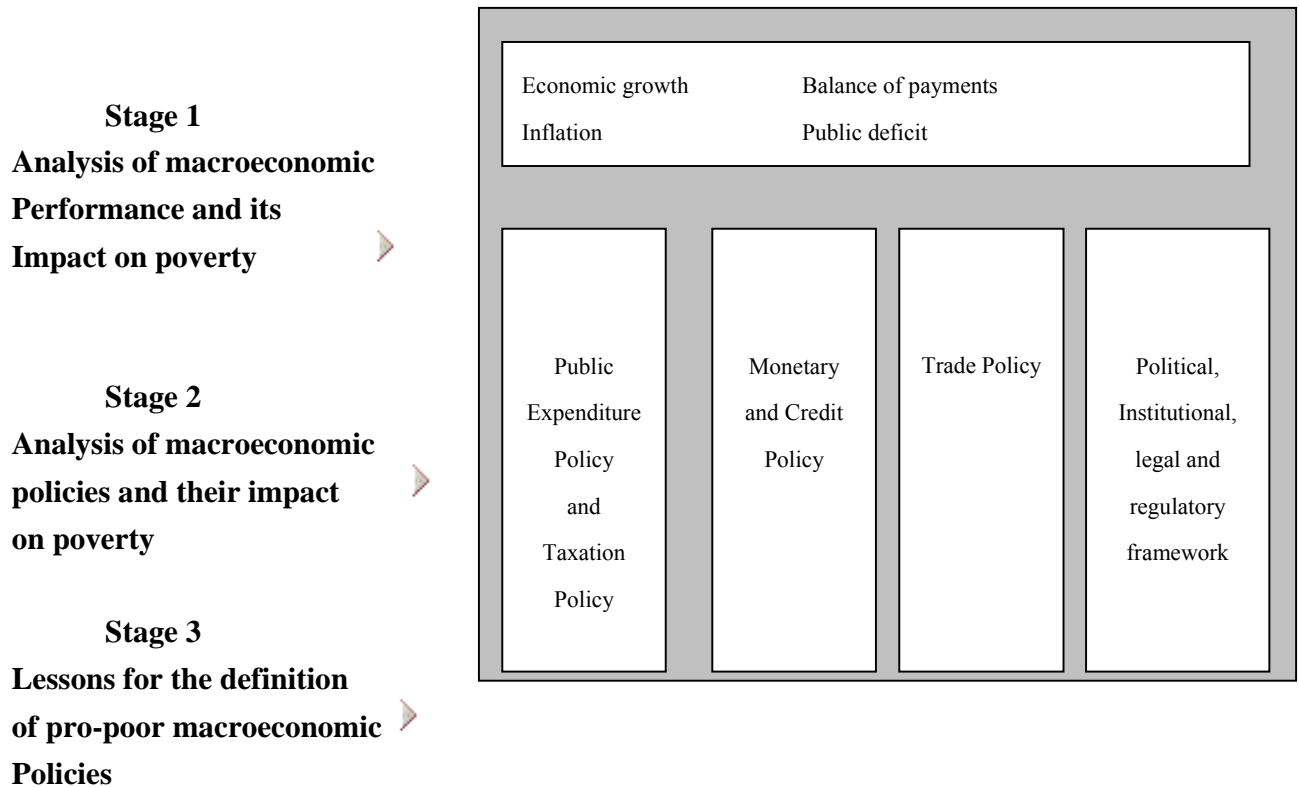 Stage 1
Analysis of macroeconomic
Performance and its
Impact on poverty
Stage 2
Analysis of macroeconomic
policies and their impact
on poverty
Stage 3
Lessons for the definition
of pro-poor macroeconomic
Policies
Economic growth
Balance of payments
Inflation
Public deficit
Public
Expenditure
Policy
and
Taxation
Policy
Monetary
and Credit
Policy
Trade Policy
Political,
Institutional,
legal and
regulatory
framework